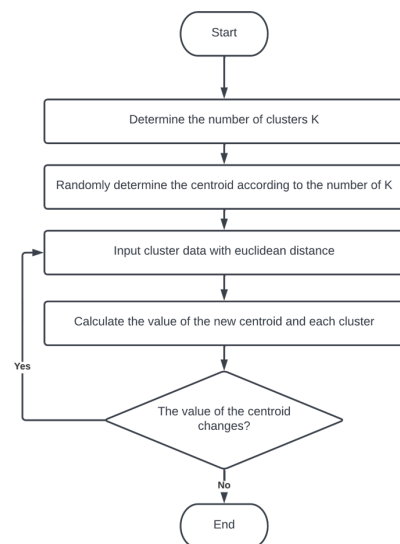 Start
Determine the number of clusters K
Randomly determine the centroid according to the number of K
Input cluster data with euclidean distance
Calculate the value of the new centroid and each cluster
Yes
The value of the centroid
changes?
No
End